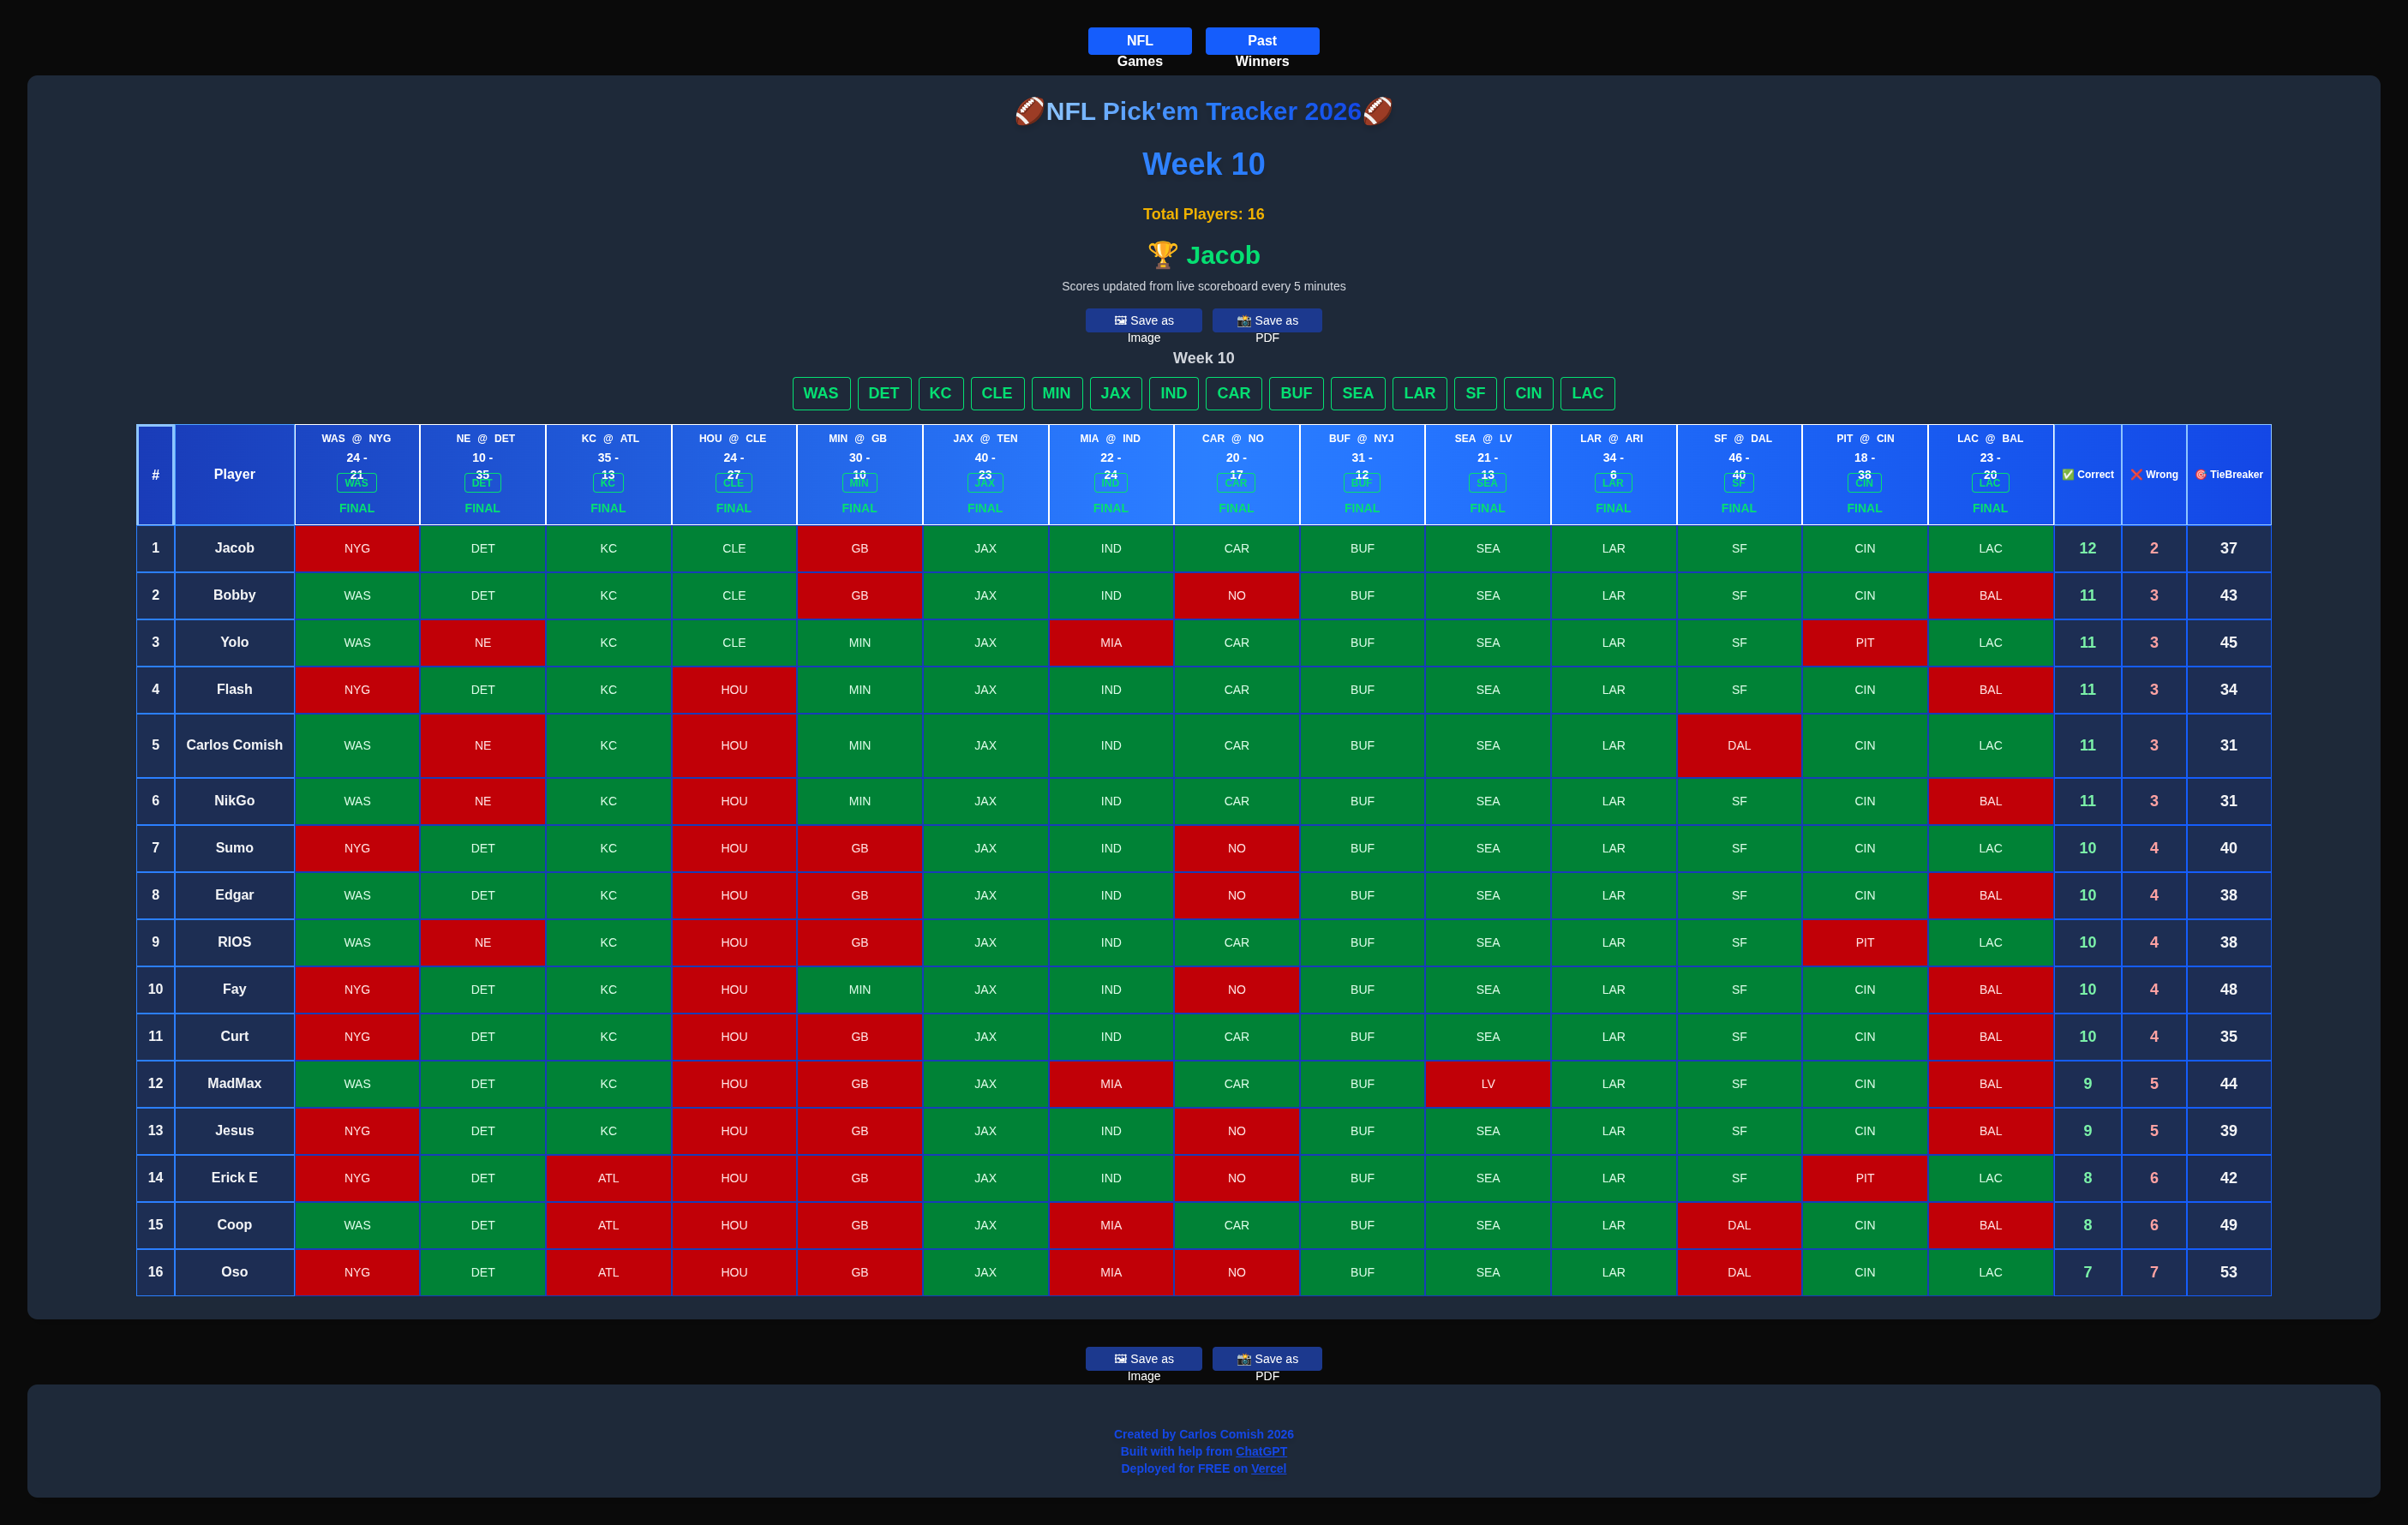 NFL Games
Past Winners
🏈NFL Pick'em Tracker 2026🏈
Week 10
Total Players: 16
🏆 Jacob
Scores updated from live scoreboard every 5 minutes
🖼 Save as Image
📸 Save as PDF
Week 10
WAS DET KC CLE MIN JAX IND CAR BUF SEA LAR SF CIN LAC
# Player WAS @ NYG NE @ DET KC @ ATL HOU @ CLE MIN @ GB JAX @ TEN MIA @ IND CAR @ NO BUF @ NYJ SEA @ LV LAR @ ARI SF @ DAL PIT @ CIN LAC @ BAL ✅ Correct ❌ Wrong 🎯 TieBreaker
24 - 21 10 - 35 35 - 13 24 - 27 30 - 10 40 - 23 22 - 24 20 - 17 31 - 12 21 - 13 34 - 6 46 - 40 18 - 38 23 - 20
WAS DET KC CLE MIN JAX IND CAR BUF SEA LAR SF CIN LAC
FINAL FINAL FINAL FINAL FINAL FINAL FINAL FINAL FINAL FINAL FINAL FINAL FINAL FINAL
1 Jacob NYG DET KC CLE GB JAX IND CAR BUF SEA LAR SF CIN LAC 12 2 37
2 Bobby WAS DET KC CLE GB JAX IND NO BUF SEA LAR SF CIN BAL 11 3 43
3 Yolo WAS NE KC CLE MIN JAX MIA CAR BUF SEA LAR SF PIT LAC 11 3 45
4 Flash NYG DET KC HOU MIN JAX IND CAR BUF SEA LAR SF CIN BAL 11 3 34
5 Carlos Comish WAS NE KC HOU MIN JAX IND CAR BUF SEA LAR DAL CIN LAC 11 3 31
6 NikGo WAS NE KC HOU MIN JAX IND CAR BUF SEA LAR SF CIN BAL 11 3 31
7 Sumo NYG DET KC HOU GB JAX IND NO BUF SEA LAR SF CIN LAC 10 4 40
8 Edgar WAS DET KC HOU GB JAX IND NO BUF SEA LAR SF CIN BAL 10 4 38
9 RIOS WAS NE KC HOU GB JAX IND CAR BUF SEA LAR SF PIT LAC 10 4 38
10 Fay NYG DET KC HOU MIN JAX IND NO BUF SEA LAR SF CIN BAL 10 4 48
11 Curt NYG DET KC HOU GB JAX IND CAR BUF SEA LAR SF CIN BAL 10 4 35
12 MadMax WAS DET KC HOU GB JAX MIA CAR BUF LV LAR SF CIN BAL 9 5 44
13 Jesus NYG DET KC HOU GB JAX IND NO BUF SEA LAR SF CIN BAL 9 5 39
14 Erick E NYG DET ATL HOU GB JAX IND NO BUF SEA LAR SF PIT LAC 8 6 42
15 Coop WAS DET ATL HOU GB JAX MIA CAR BUF SEA LAR DAL CIN BAL 8 6 49
16 Oso NYG DET ATL HOU GB JAX MIA NO BUF SEA LAR DAL CIN LAC 7 7 53
🖼 Save as Image
📸 Save as PDF
Created by Carlos Comish 2026
Built with help from ChatGPT
Deployed for FREE on Vercel